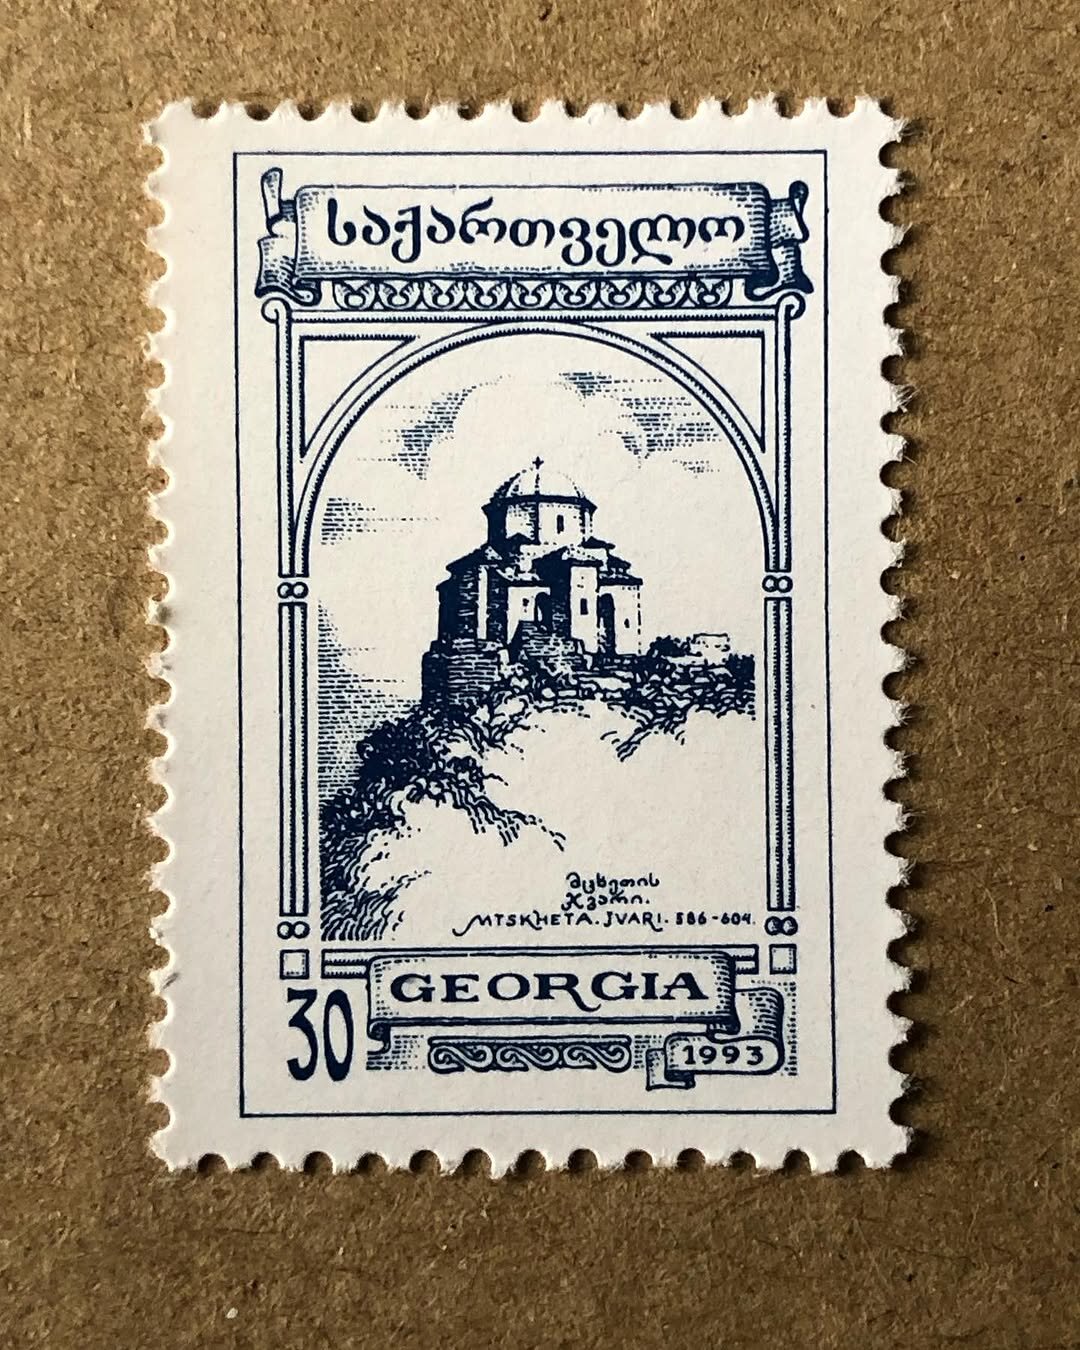 საქართველო
მცხეთის
ჯვარი.
MTSKHETA. JVARI. 586-604.
GEORGIA
30
1993